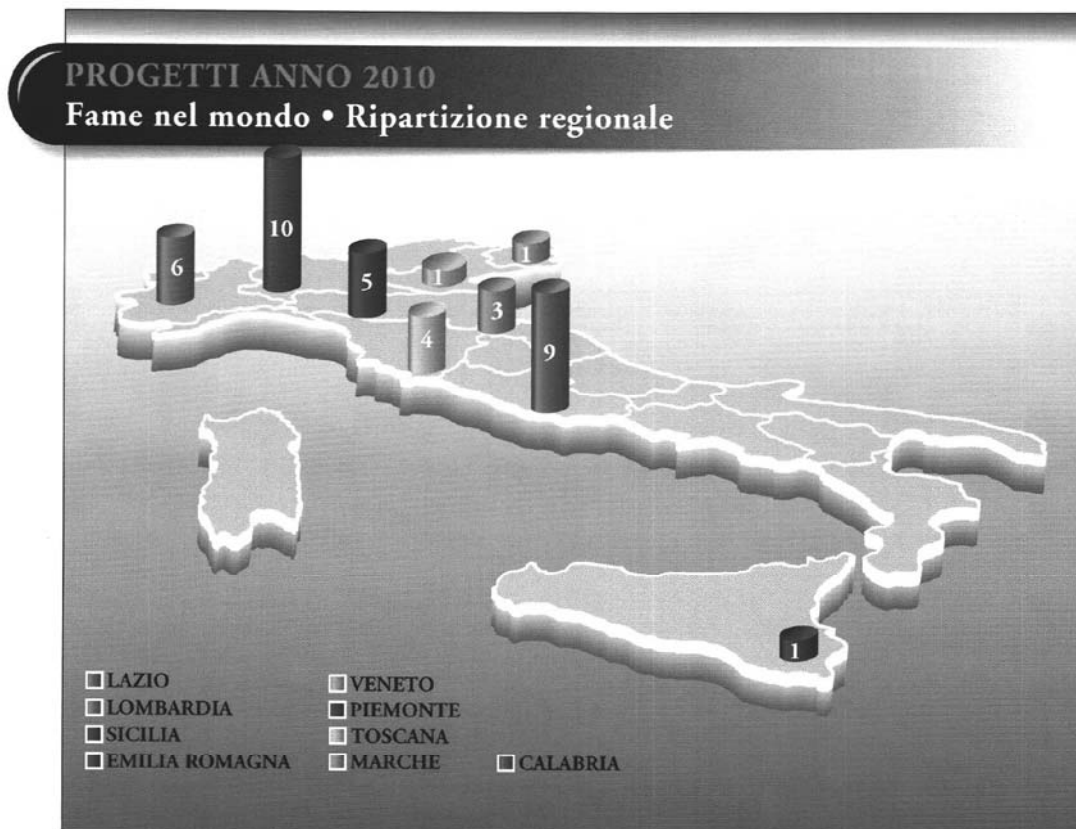 PROGETTI ANNO 2010
Fame nel mondo • Ripartizione regionale
10
6
5
1
1
3
4
9
1
LAZIO
LOMBARDIA
SICILIA
EMILIA ROMAGNA
VENETO
PIEMONTE
TOSCANA
MARCHE
CALABRIA